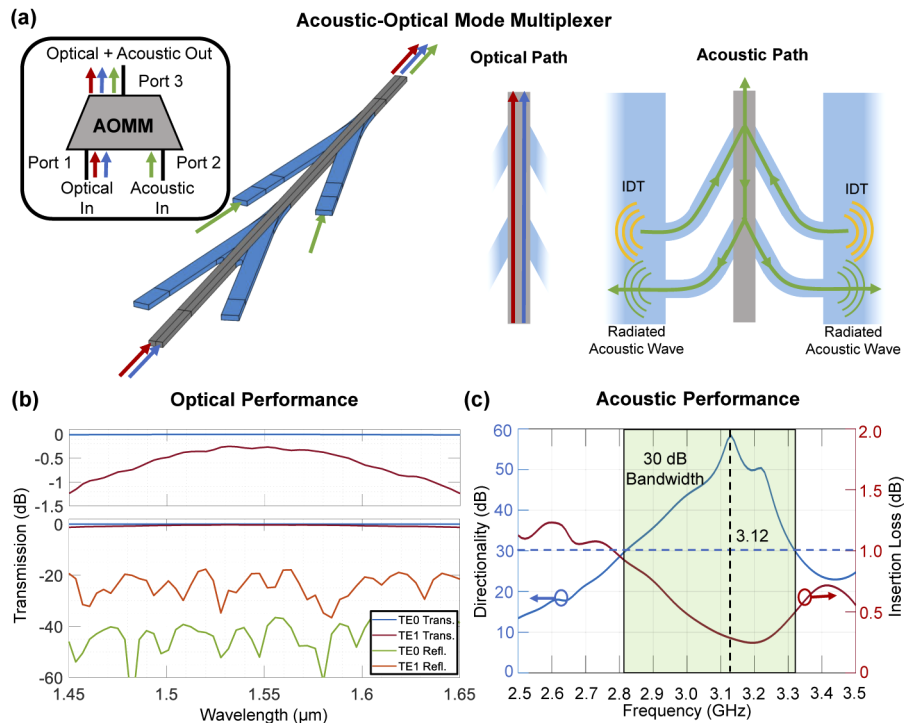 (a)
Acoustic-Optical Mode Multiplexer
Optical + Acoustic Out
Port 3
AOMM
Port 1
Port 2
Optical
In
Acoustic
In
Optical Path
Acoustic Path
IDT
IDT
Radiated
Acoustic Wave
Radiated
Acoustic Wave
(b)
Optical Performance
0
-0.5
-1
-1.5
0
-20
-40
-60
Transmission (dB)
TE0 Trans.
TE1 Trans.
TE0 Refl.
TE1 Refl.
1.45
1.5
1.55
1.6
1.65
Wavelength (μm)
(c)
Acoustic Performance
60
50
40
30
20
10
0
Directionality (dB)
30 dB
Bandwidth
3.12
2.0
1.5
1.0
0.5
0.0
Insertion Loss (dB)
2.5
2.6
2.7
2.8
2.9
3.0
3.1
3.2
3.3
3.4
3.5
Frequency (GHz)